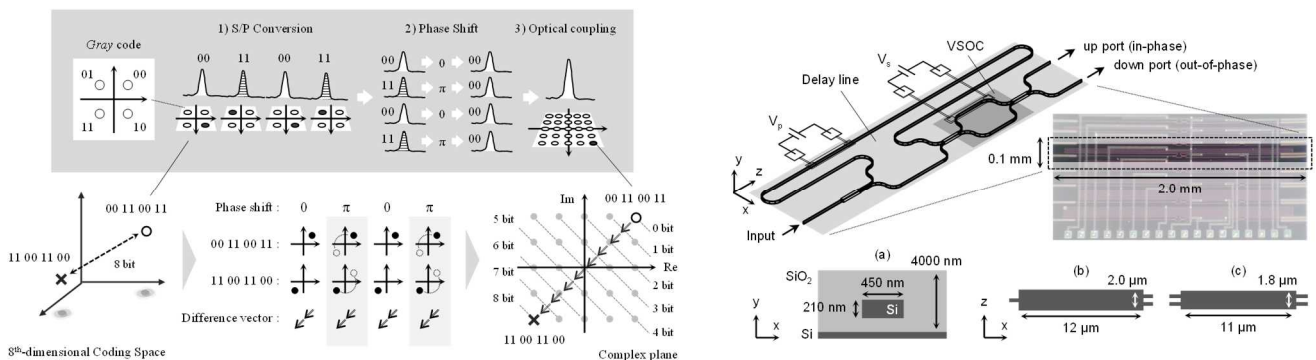 1) S/P Conversion
2) Phase Shift
3) Optical coupling
Gray code
01 00
11 10
00 11 00 11
00 0 00
11 π 00
00 0 00
11 π 00
00 11 00 11
11 00 11 00
8 bit
8th-dimensional Coding Space
Phase shift : 0 π 0 π
00 11 00 11 :
11 00 11 00 :
Difference vector :
Im
00 11 00 11
5 bit
6 bit
7 bit
8 bit
0 bit
1 bit
Re
2 bit
3 bit
4 bit
11 00 11 00
Complex plane
VSOC
up port (in-phase)
down port (out-of-phase)
Vs
Delay line
Vp
y
z
x
Input
0.1 mm
2.0 mm
(a)
SiO2
4000 nm
450 nm
210 nm
Si
Si
y
x
(b)
2.0 μm
12 μm
z
x
(c)
1.8 μm
11 μm